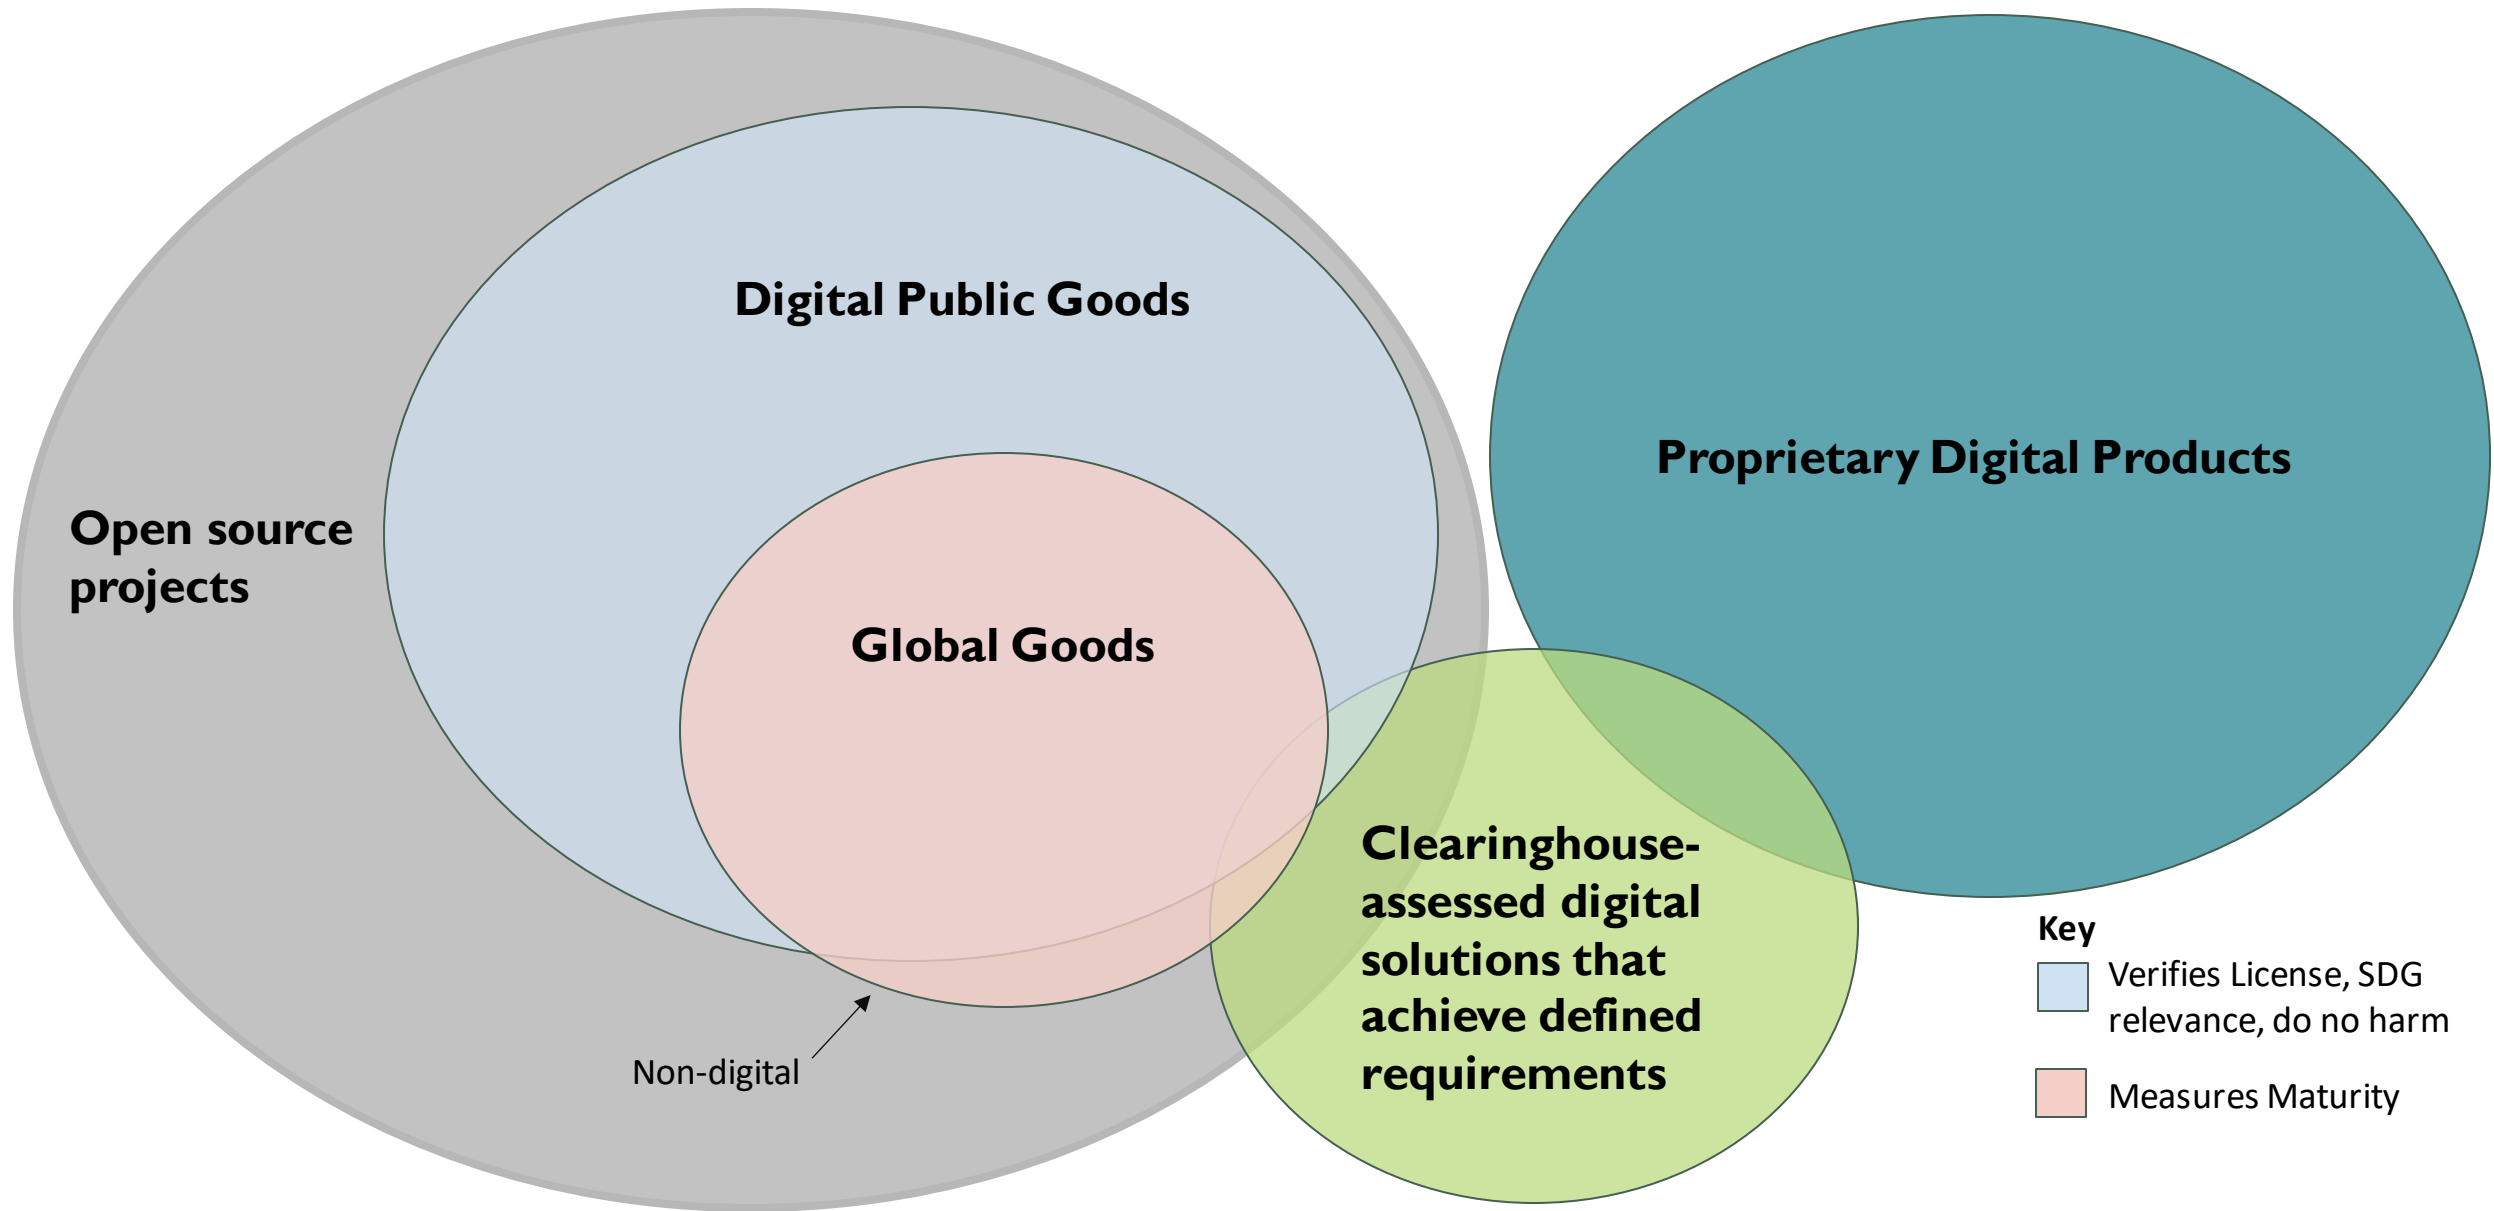 Digital Public Goods
Proprietary Digital Products
Open source
projects
Global Goods
Clearinghouse-
assessed digital
solutions that
achieve defined
requirements
Non-digital
Key
Verifies License, SDG
relevance, do no harm
Measures Maturity